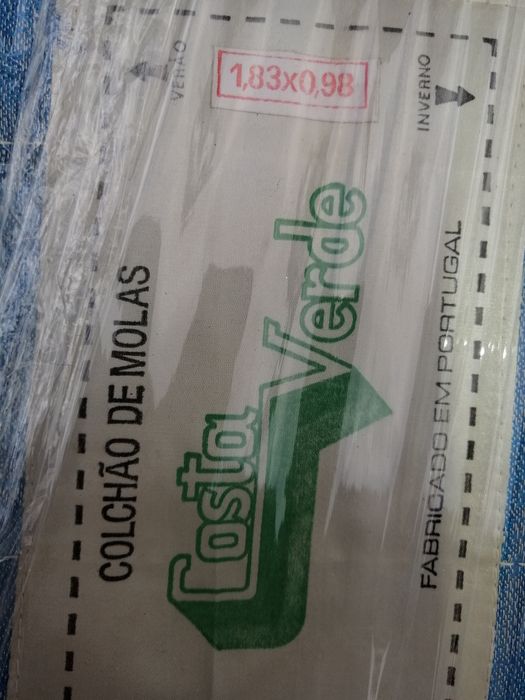 VERÃO
1,83x0,98
INVERNO
COLCHÃO DE MOLAS
Costa Verde
FABRICADO EM PORTUGAL